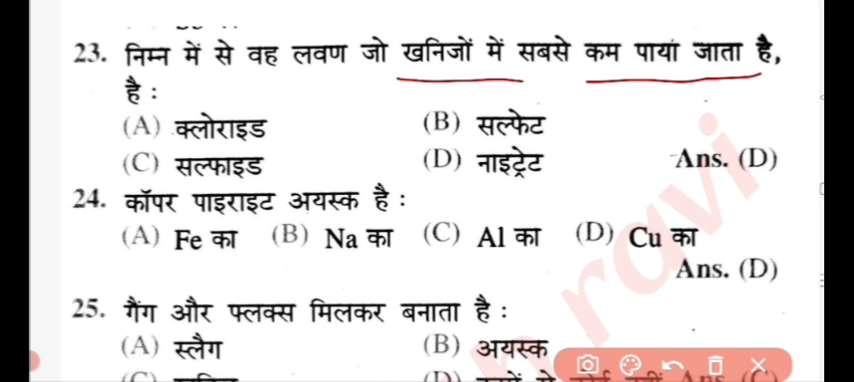 23. निम्न में से वह लवण जो खनिजों में सबसे कम पाया जाता है,
है :
(A) क्लोराइड (B) सल्फेट
(C) सल्फाइड (D) नाइट्रेट Ans. (D)
24. कॉपर पाइराइट अयस्क है :
(A) Fe का (B) Na का (C) Al का (D) Cu का
Ans. (D)
25. गैंग और फ्लक्स मिलकर बनाता है :
(A) स्लैग (B) अयस्क
n ravi